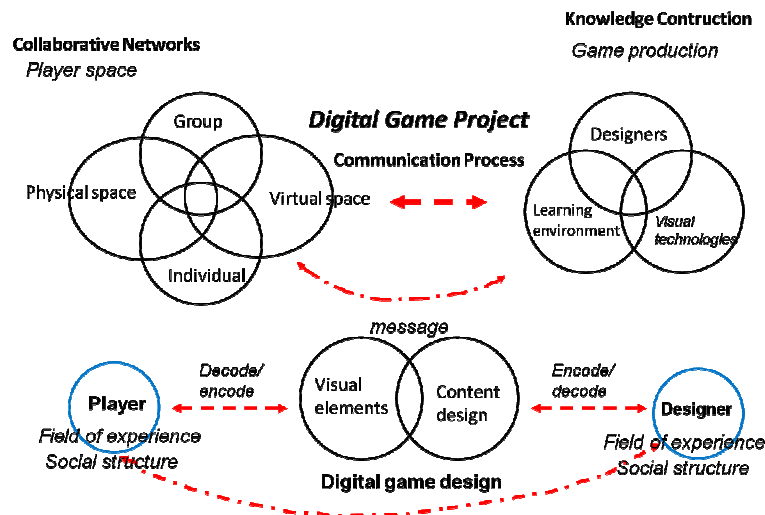 Knowledge Contruction
Game production
Collaborative Networks
Player space
Digital Game Project
Communication Process
Group
Physical space
Virtual space
Individual
Designers
Learning
environment
Visual
technologies
message
Decode/
encode
Visual
elements
Content
design
Encode/
decode
Player
Field of experience
Social structure
Designer
Field of experience
Social structure
Digital game design